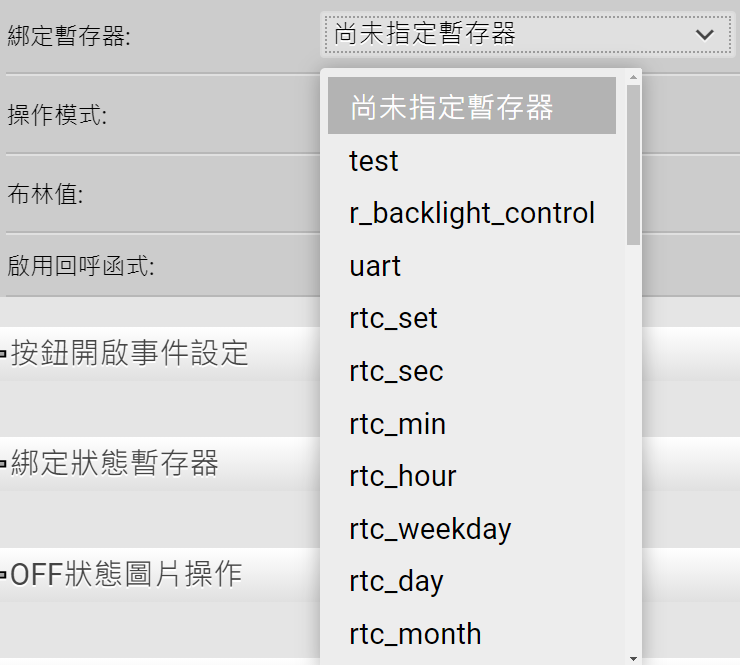 綁定暫存器:
尚未指定暫存器
尚未指定暫存器
操作模式:
test
布林值:
r_backlight_control
啟用回呼函式:
uart
rtc_set
按鈕開啟事件設定
rtc_sec
rtc_min
綁定狀態暫存器
rtc_hour
rtc_weekday
OFF狀態圖片操作
rtc_day
rtc_month